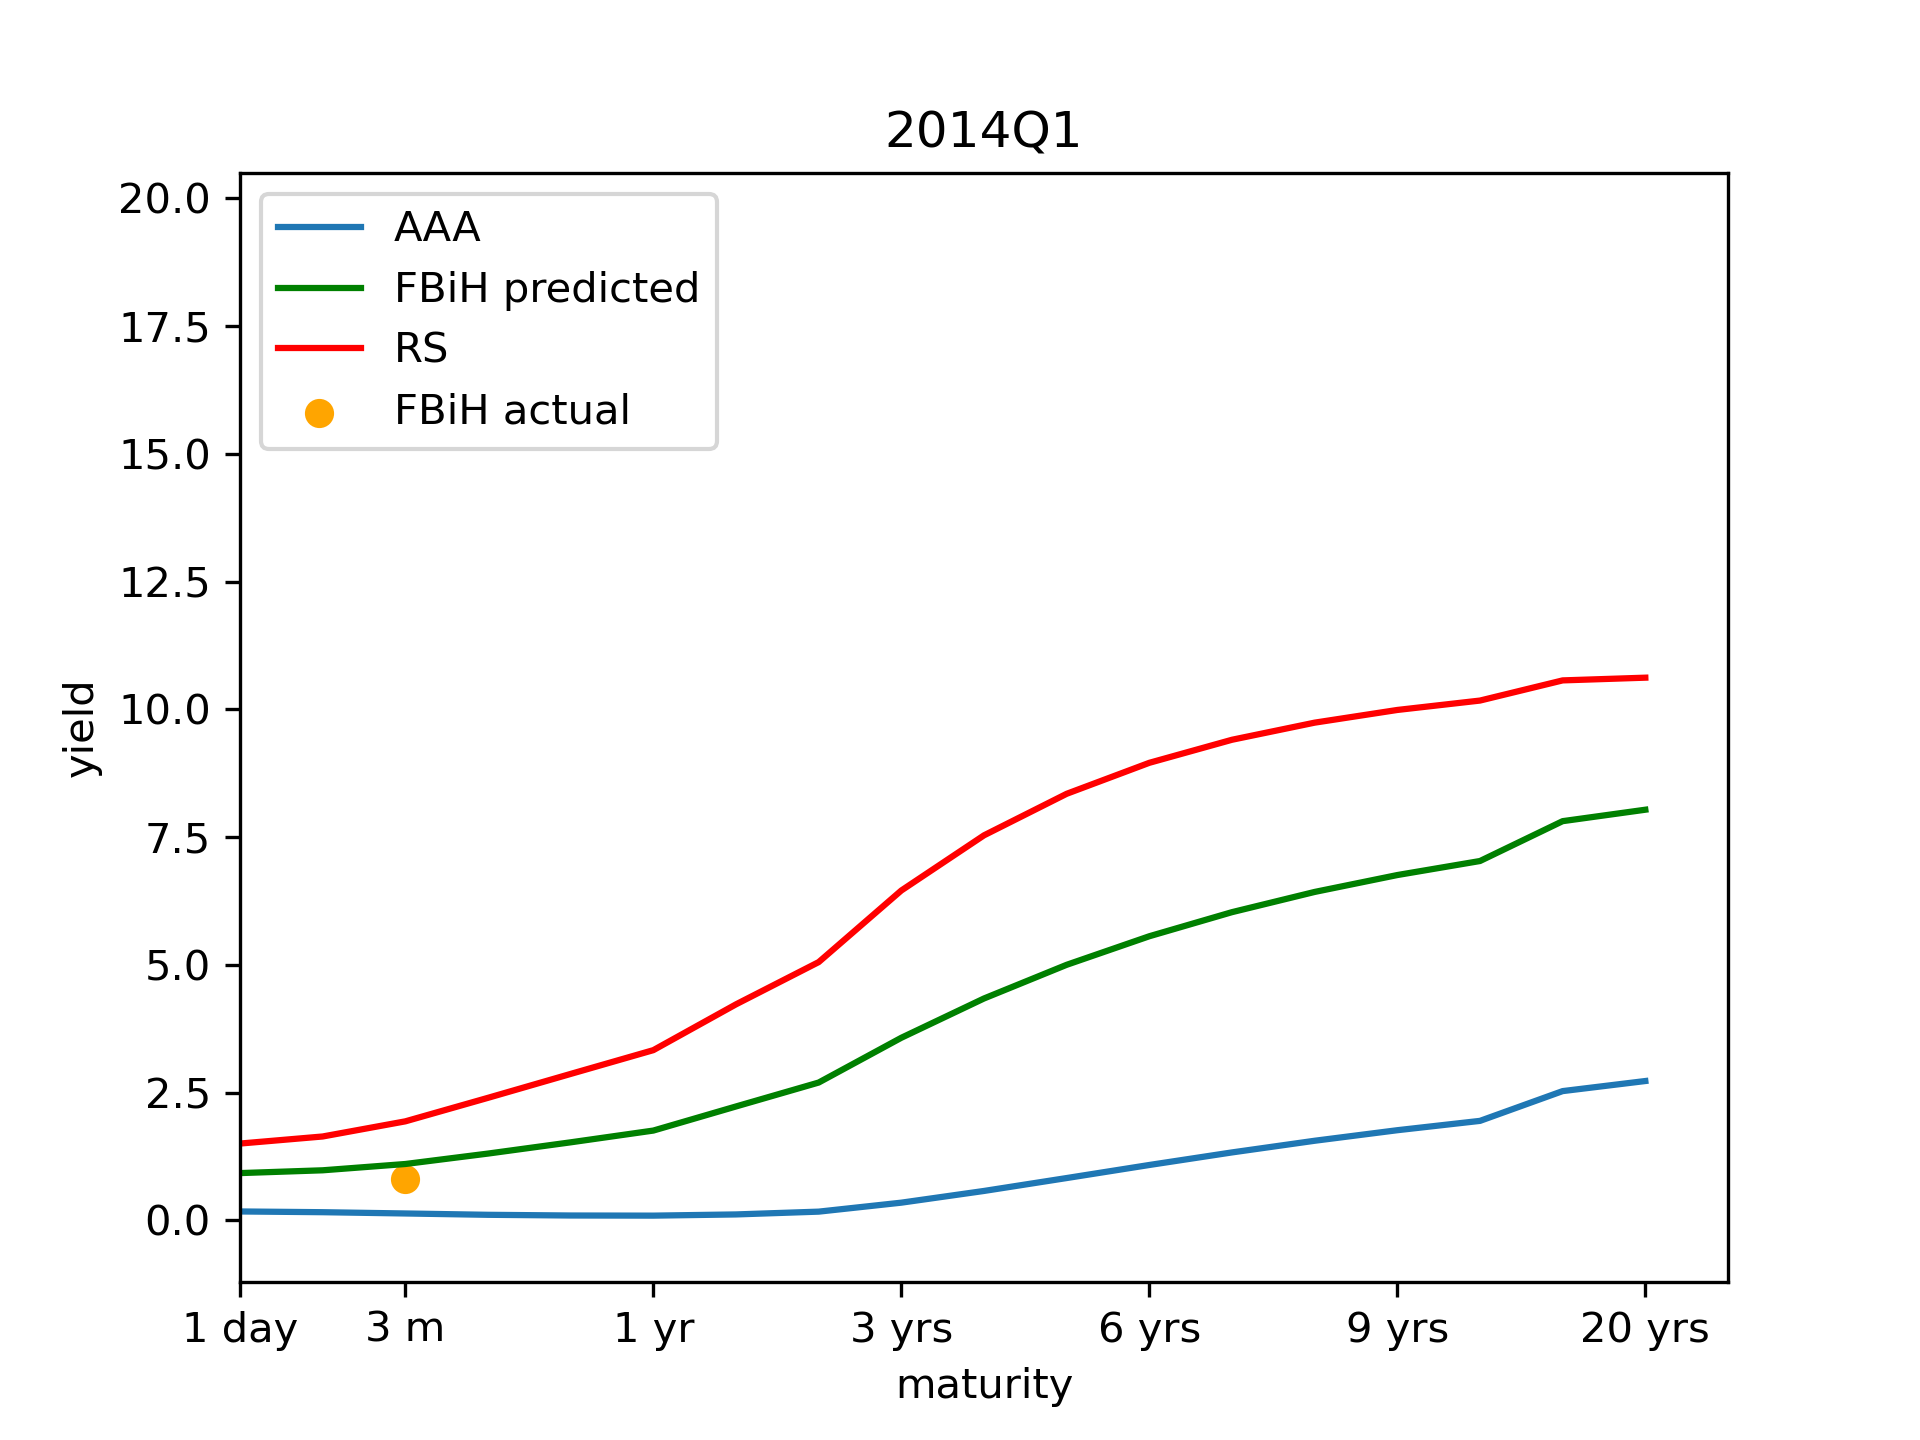 2014Q1
20.0
17.5
15.0
12.5
10.0
7.5
5.0
2.5
0.0
yield
AAA
FBiH predicted
RS
FBiH actual
1 day 3 m 1 yr 3 yrs 6 yrs 9 yrs 20 yrs
maturity